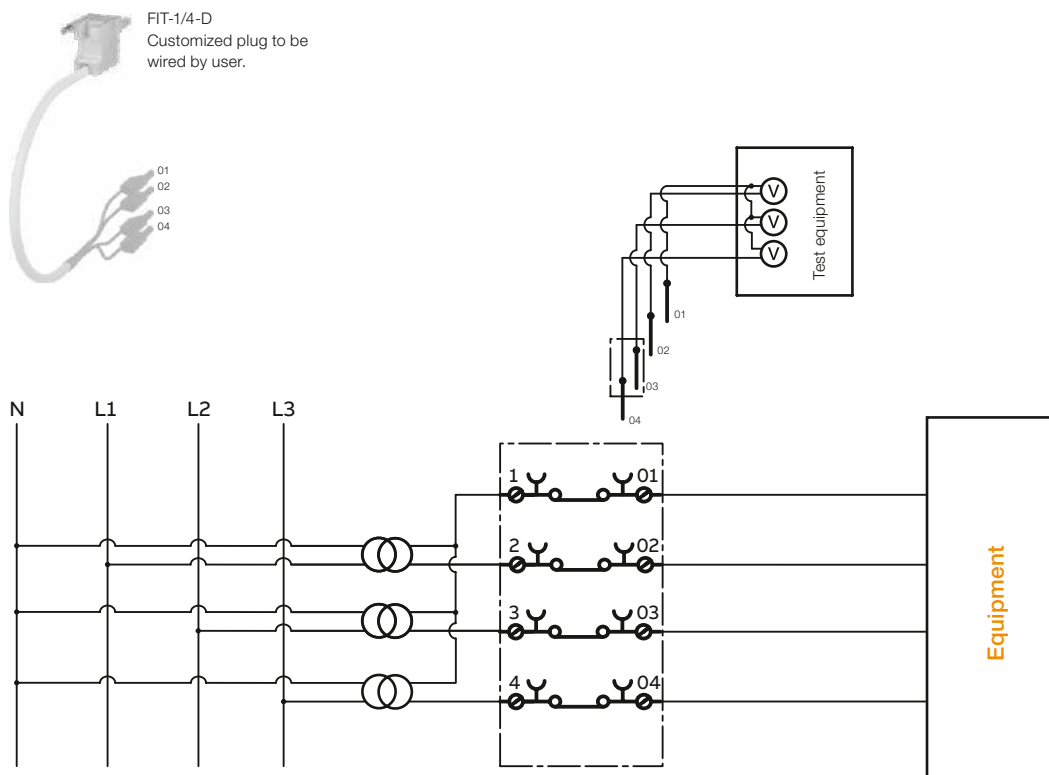 FIT-1/4-D
Customized plug to be
wired by user.
01
02
03
04
V
V
V
Test equipment
01
02
03
04
N L1 L2 L3
1 01
2 02
3 03
4 04
Equipment